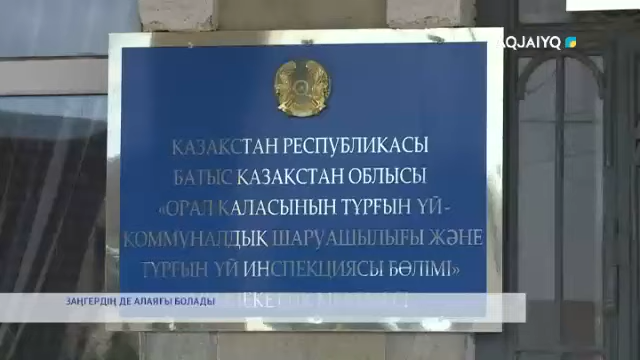 AQJAIYQ
ҚАЗАҚСТАН РЕСПУБЛИКАСЫ
БАТЫС ҚАЗАҚСТАН ОБЛЫСЫ
«ОРАЛ ҚАЛАСЫНЫҢ ТҰРҒЫН ҮЙ-
КОММУНАЛДЫҚ ШАРУАШЫЛЫҒЫ ЖӘНЕ
ТҰРҒЫН ҮЙ ИНСПЕКЦИЯСЫ БӨЛІМІ»
ЗАҢГЕРДІҢ ДЕ АЛАЯҒЫ БОЛАДЫ